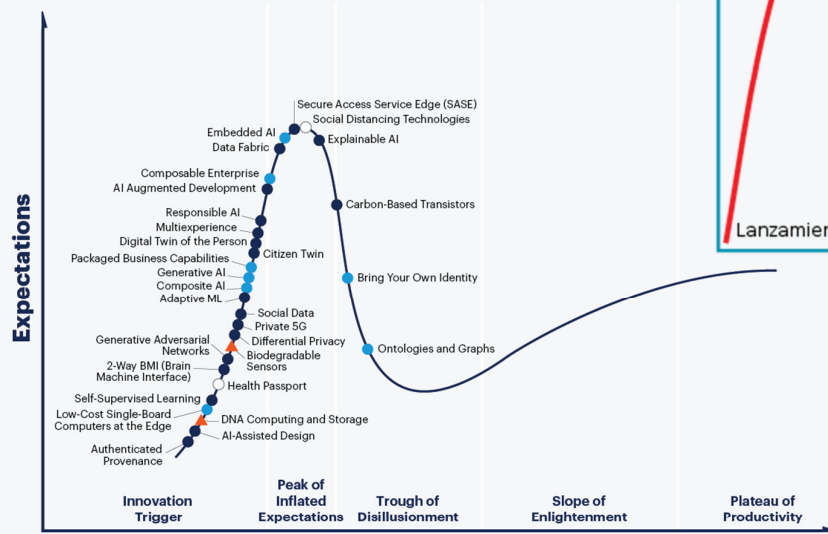 Secure Access Service Edge (SASE)
Social Distancing Technologies
Embedded AI
Explainable AI
Data Fabric
Composable Enterprise
AI Augmented Development
Carbon-Based Transistors
Responsible AI
Multiexperience
Digital Twin of the Person
Citizen Twin
Packaged Business Capabilities
Generative AI
Bring Your Own Identity
Composite AI
Adaptive ML
Social Data
Private 5G
Differential Privacy
Generative Adversarial
Networks
Biodegradable
Sensors
Ontologies and Graphs
2-Way BMI (Brain
Machine Interface)
Health Passport
Self-Supervised Learning
Low-Cost Single-Board
Computers at the Edge
DNA Computing and Storage
AI-Assisted Design
Authenticated
Provenance
Expectations
Lanzamier
Innovation
Trigger
Peak of
Inflated
Expectations
Trough of
Disillusionment
Slope of
Enlightenment
Plateau of
Productivity